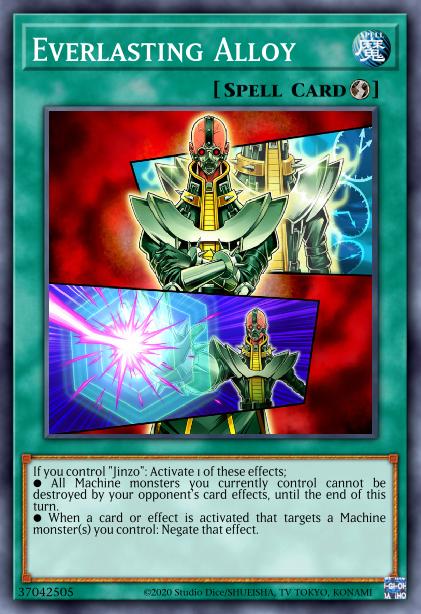 EVERLASTING ALLOY
SPELL
魔
[SPELL CARD]
If you control "Jinzo": Activate 1 of these effects;
● All Machine monsters you currently control cannot be
destroyed by your opponent's card effects, until the end of this
turn.
● When a card or effect is activated that targets a Machine
monster(s) you control: Negate that effect.
37042505
©2020 Studio Dice/SHUEISHA, TV TOKYO, KONAMI